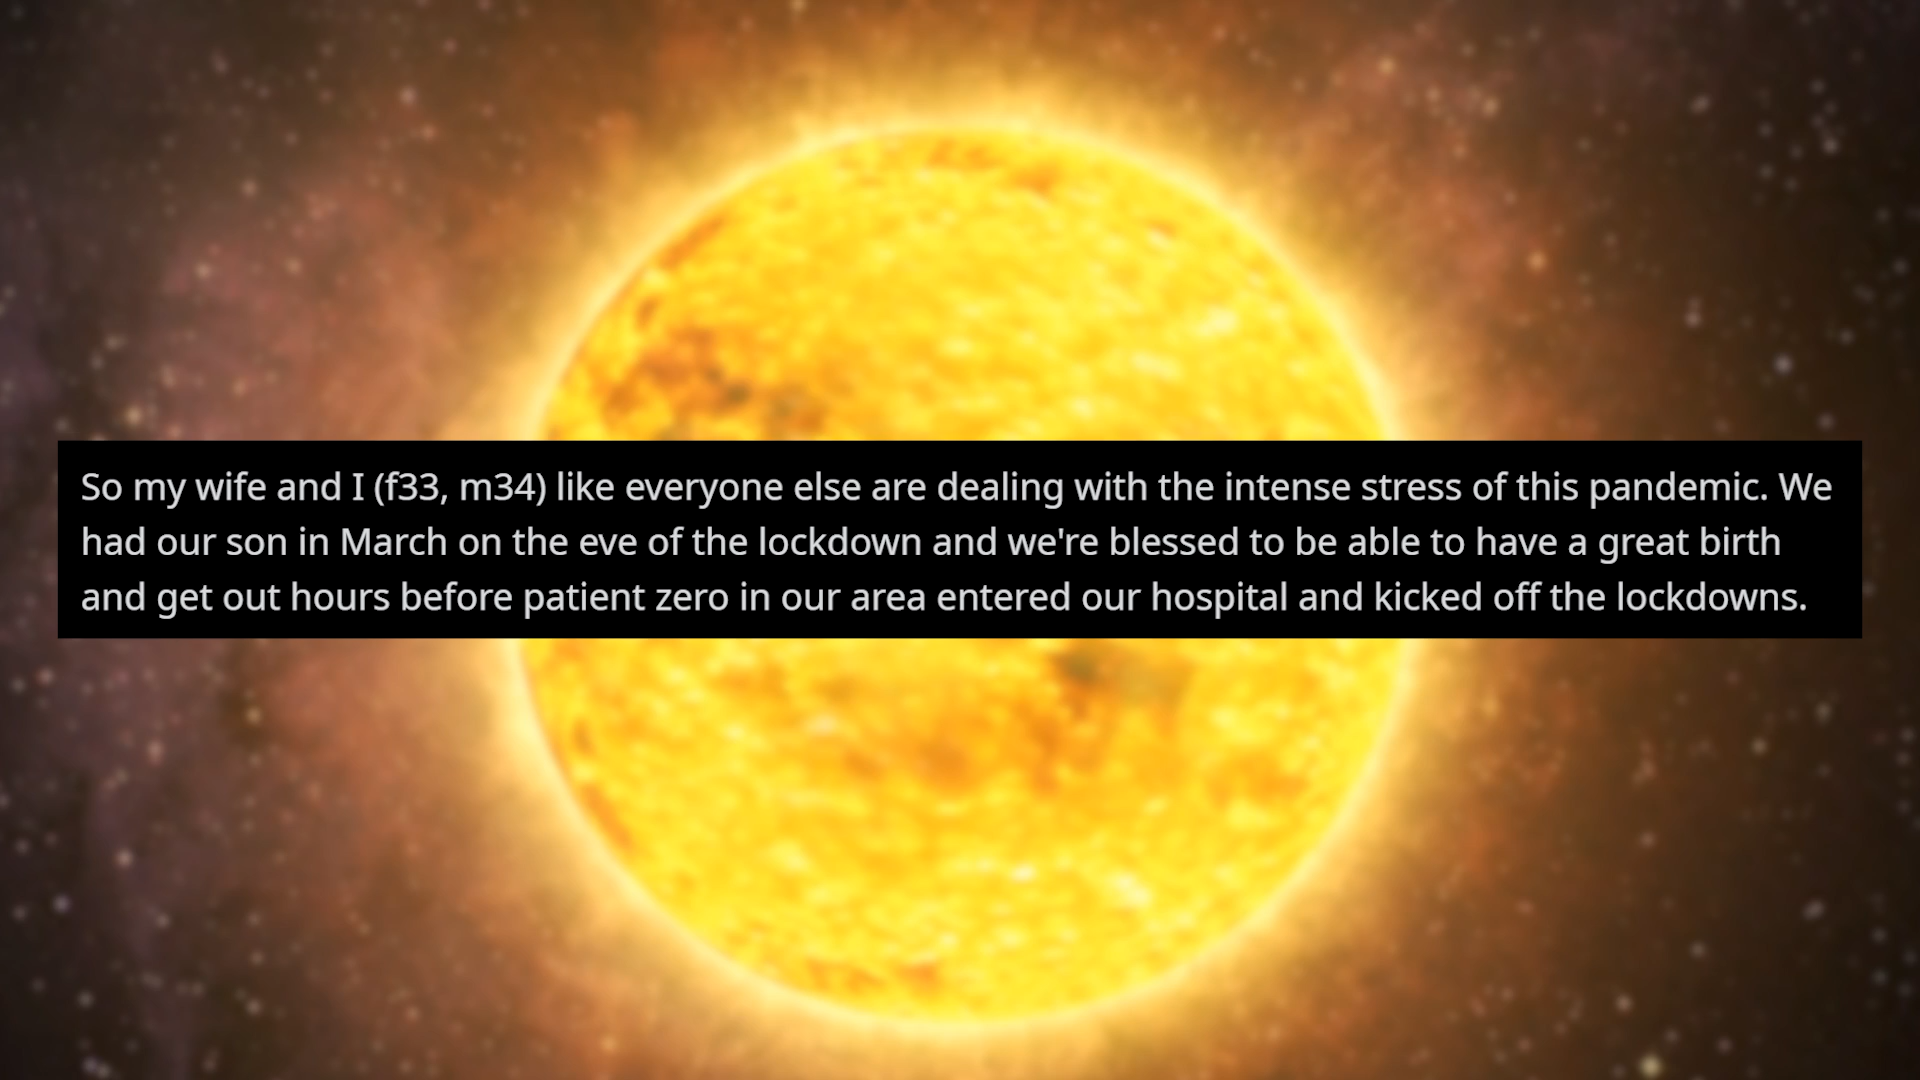 So my wife and I (f33, m34) like everyone else are dealing with the intense stress of this pandemic. We
had our son in March on the eve of the lockdown and we're blessed to be able to have a great birth
and get out hours before patient zero in our area entered our hospital and kicked off the lockdowns.